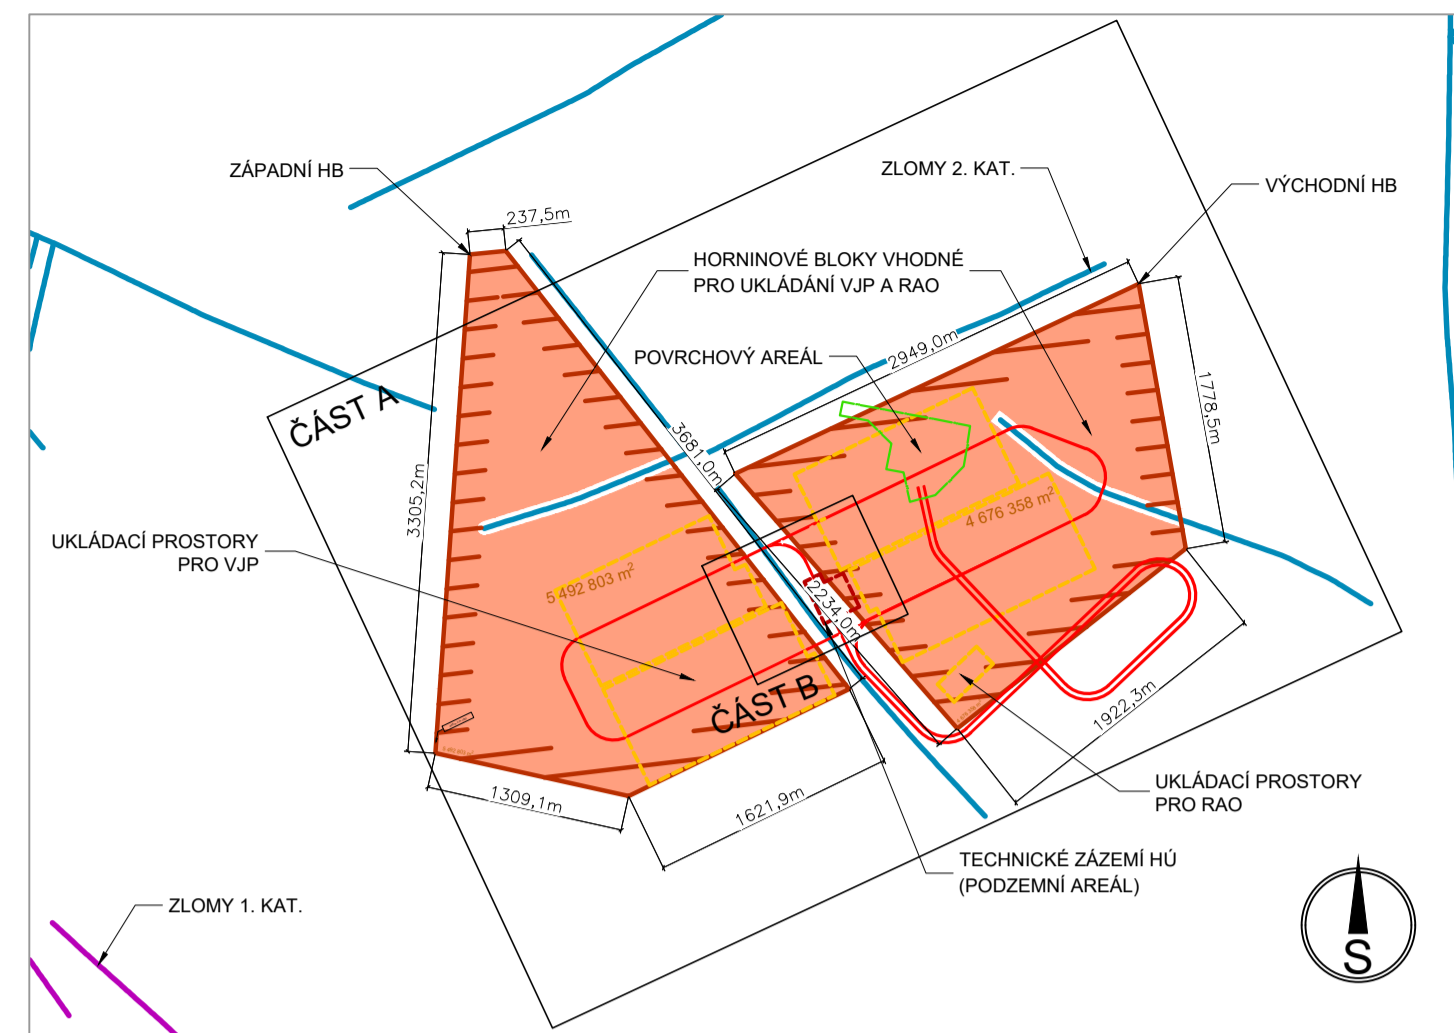 ZÁPADNÍ HB
237,5m
ZLOMY 2. KAT.
VÝCHODNÍ HB
HORNINOVÉ BLOKY VHODNÉ
PRO UKLÁDÁNÍ VJP A RAO
POVRCHOVÝ AREÁL
2949,0m
1778,5m
ČÁST A
3681,0m
3305,2m
4 676 358 m²
UKLÁDACÍ PROSTORY
PRO VJP
5 492 803 m²
2234,0m
ČÁST B
1922,3m
1309,1m
1621,9m
UKLÁDACÍ PROSTORY
PRO RAO
TECHNICKÉ ZÁZEMÍ HÚ
(PODZEMNÍ AREÁL)
ZLOMY 1. KAT.
S